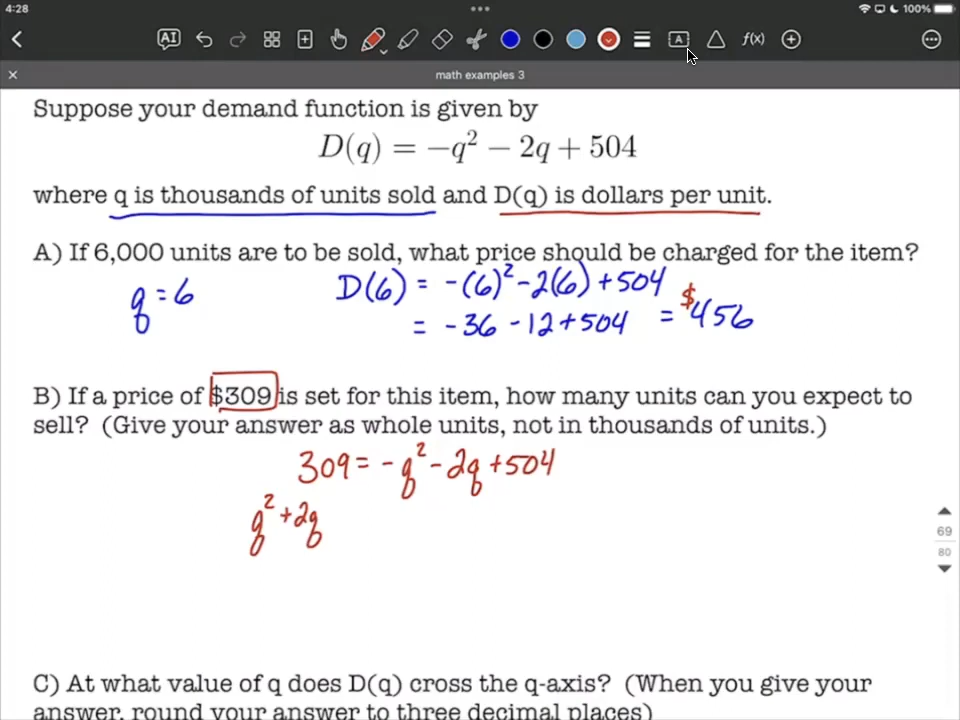 4:28
100%
AI
A
f(x)
math examples 3
Suppose your demand function is given by
D(q) = −q² − 2q + 504
where q is thousands of units sold and D(q) is dollars per unit.
A) If 6,000 units are to be sold, what price should be charged for the item?
q = 6
D(6) = -(6)² -2(6) +504
= -36 -12 +504 = $456
B) If a price of $309 is set for this item, how many units can you expect to
sell? (Give your answer as whole units, not in thousands of units.)
309 = -q² - 2q +504
q² +2q
69
80
C) At what value of q does D(q) cross the q-axis? (When you give your
answer, round your answer to three decimal places)